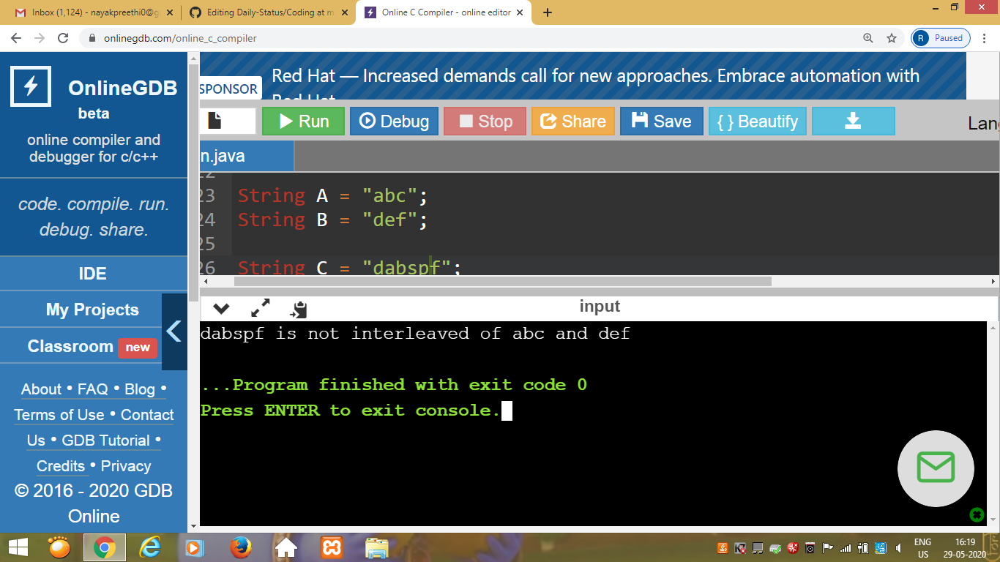 Inbox (1,124) - nayakpreethi0@g
Editing Daily-Status/Coding at m
Online C Compiler - online editor
onlinegdb.com/online_c_compiler
R Paused
OnlineGDB
beta
online compiler and
debugger for c/c++
code. compile. run.
debug. share.
IDE
My Projects
Classroom new
About • FAQ • Blog •
Terms of Use • Contact
Us • GDB Tutorial •
Credits • Privacy
© 2016 - 2020 GDB
Online
SPONSOR
Red Hat — Increased demands call for new approaches. Embrace automation with
Red Hat
Run Debug Stop Share Save { } Beautify Lang
n.java
22
23 String A = "abc";
24 String B = "def";
25
26 String C = "dabspf";
input
dabspf is not interleaved of abc and def
...Program finished with exit code 0
Press ENTER to exit console.
ENG 16:19
US 29-05-2020